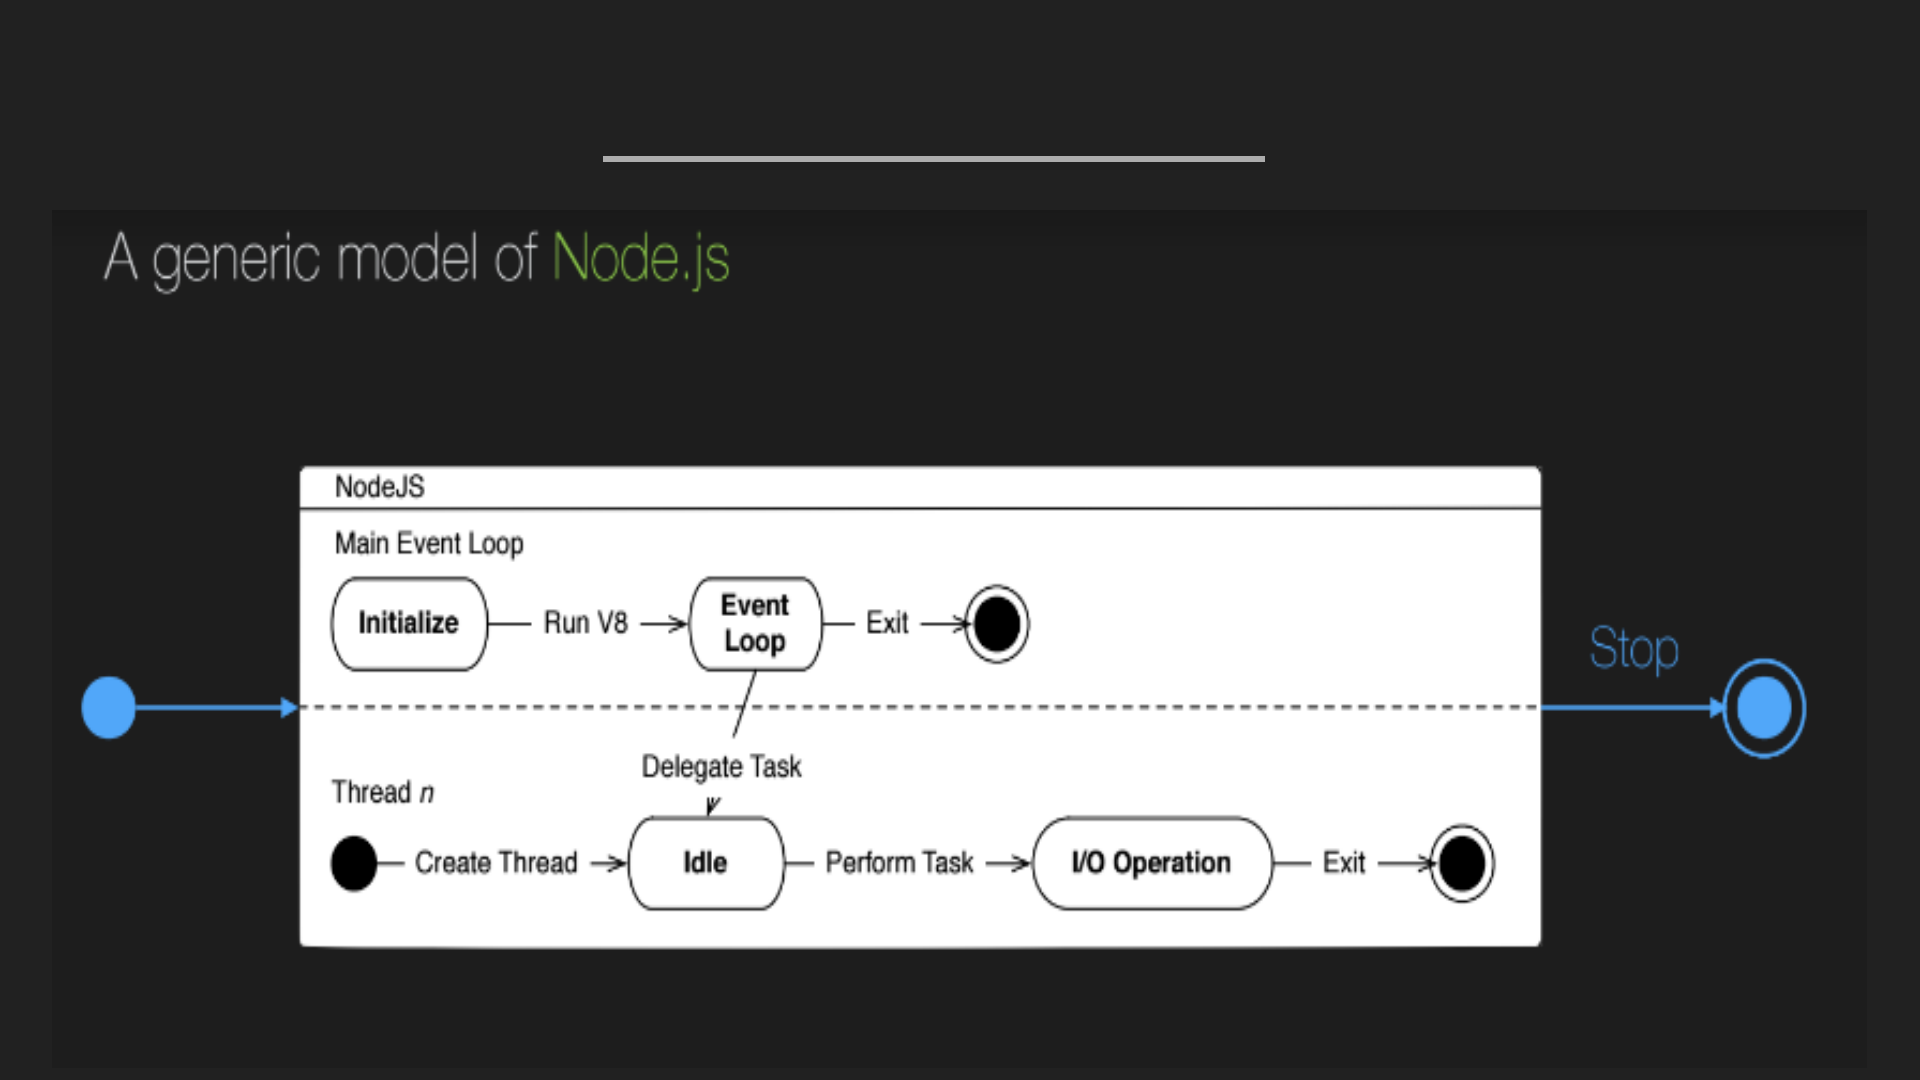 A generic model of Node.js
NodeJS
Main Event Loop
Initialize
Run V8
Event
Loop
Exit
Stop
Delegate Task
Thread n
Create Thread
Idle
Perform Task
I/O Operation
Exit